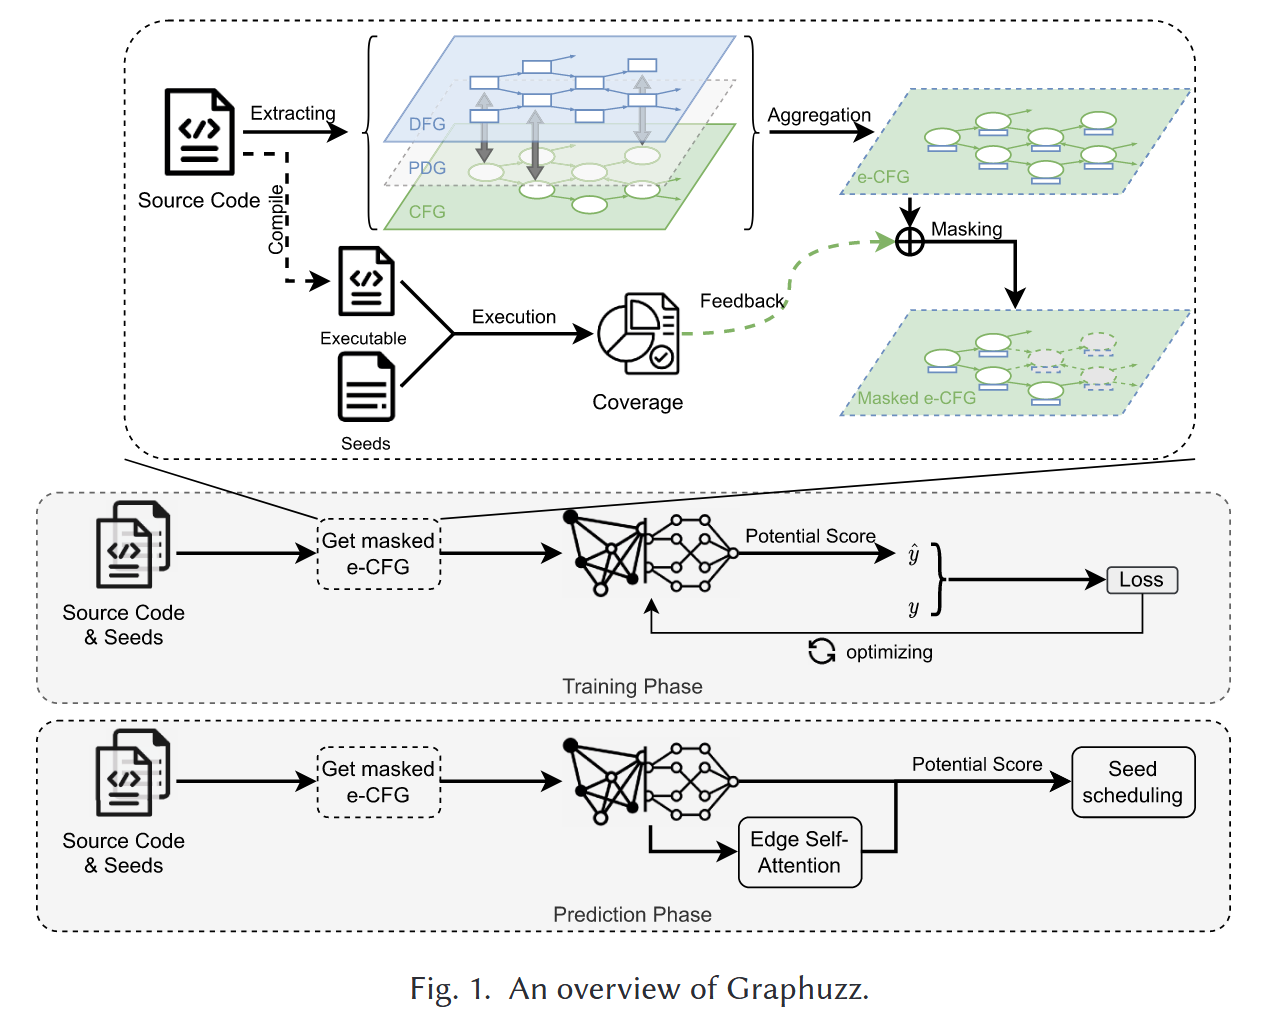 Extracting
Source Code
Compile
DFG
PDG
CFG
Aggregation
e-CFG
Masking
Masked e-CFG
Executable
Seeds
Execution
Coverage
Feedback
Source Code
& Seeds
Get masked
e-CFG
Potential Score
ŷ
y
Loss
optimizing
Training Phase
Source Code
& Seeds
Get masked
e-CFG
Edge Self-
Attention
Potential Score
Seed
scheduling
Prediction Phase
Fig. 1. An overview of Graphuzz.